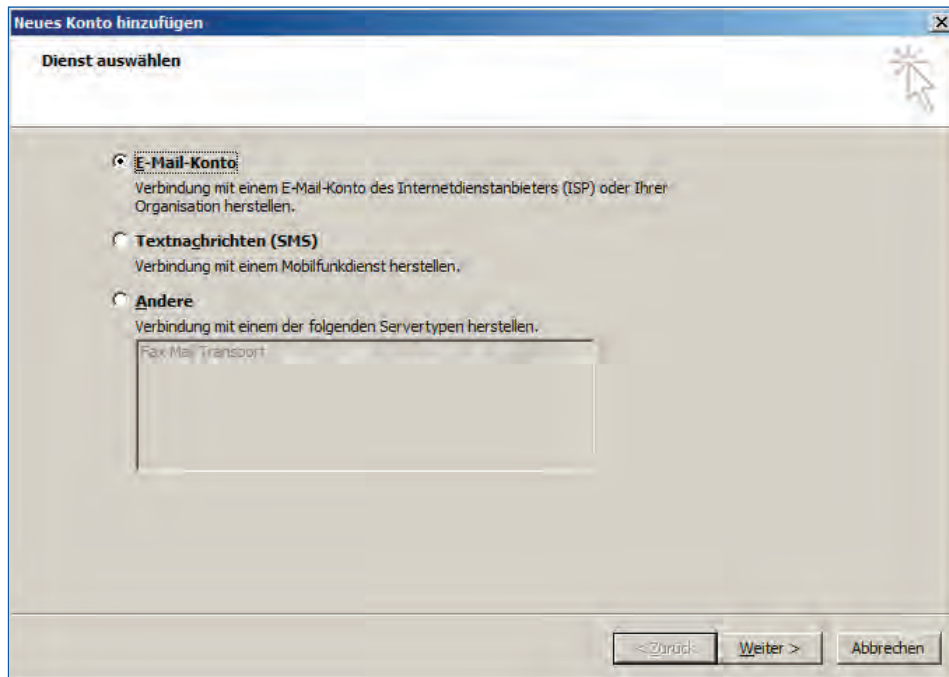 Neues Konto hinzufügen
Dienst auswählen
E-Mail-Konto
Verbindung mit einem E-Mail-Konto des Internetdienstanbieters (ISP) oder Ihrer
Organisation herstellen.
Textnachrichten (SMS)
Verbindung mit einem Mobilfunkdienst herstellen.
Andere
Verbindung mit einem der folgenden Servertypen herstellen.
Fax Mail Transport
< Zurück Weiter > Abbrechen